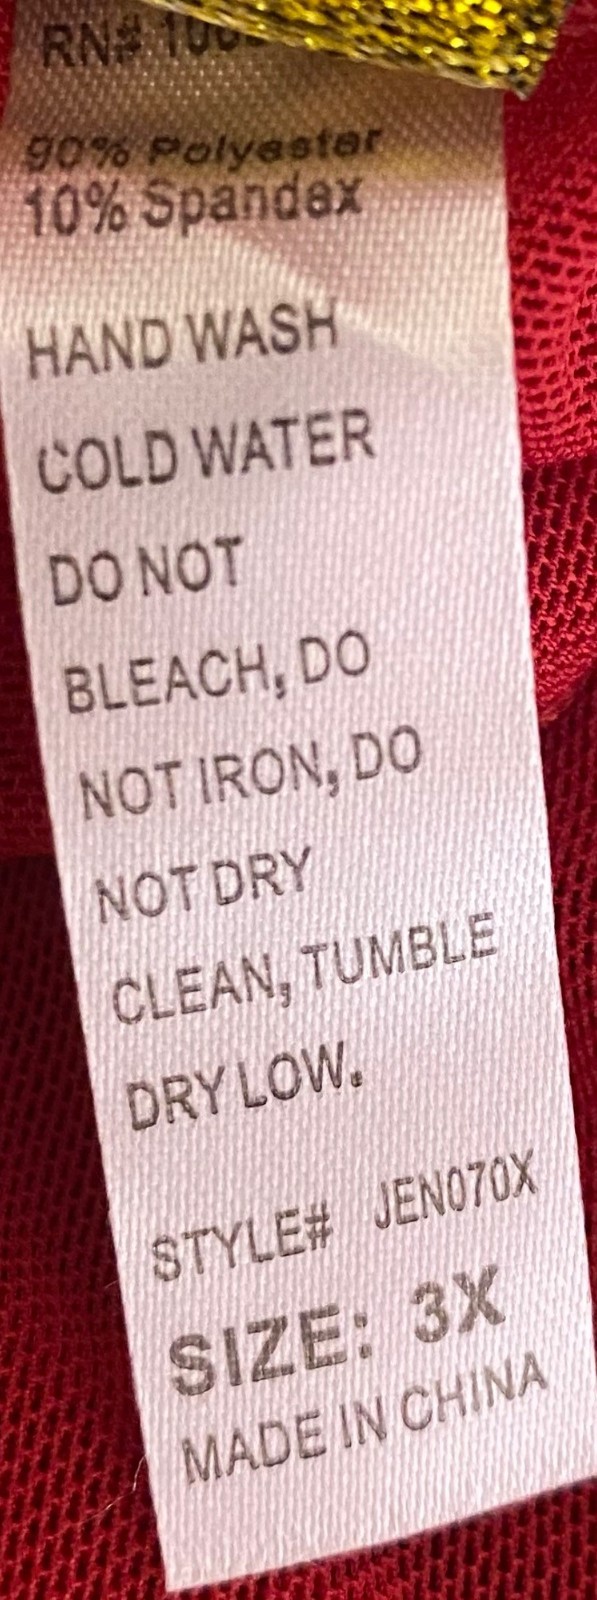 RN#
90% Polyester
10% Spandex
HAND WASH
COLD WATER
DO NOT
BLEACH, DO
NOT IRON, DO
NOT DRY
CLEAN, TUMBLE
DRY LOW.
STYLE# JEN070X
SIZE: 3X
MADE IN CHINA